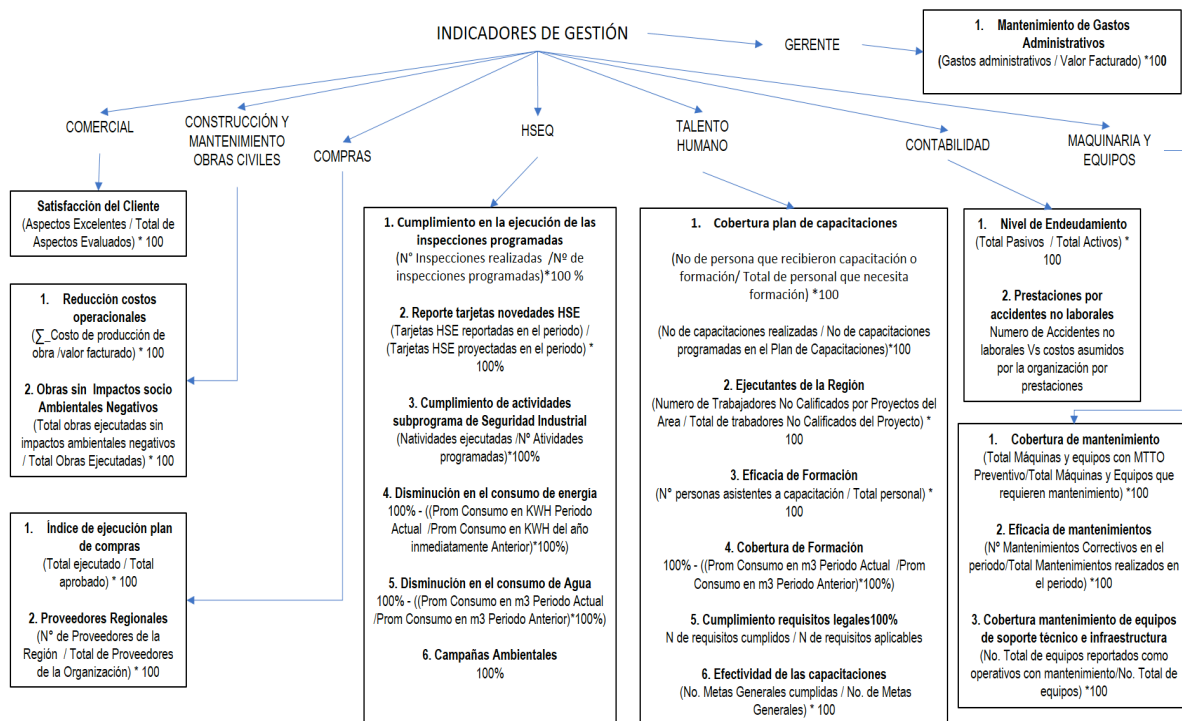 INDICADORES DE GESTIÓN
GERENTE
1. Mantenimiento de Gastos
Administrativos
(Gastos administrativos / Valor Facturado) *100
COMERCIAL
CONSTRUCCIÓN Y
MANTENIMIENTO
OBRAS CIVILES
COMPRAS
HSEQ
TALENTO
HUMANO
CONTABILIDAD
MAQUINARIA Y
EQUIPOS
Satisfacción del Cliente
(Aspectos Excelentes / Total de
Aspectos Evaluados) * 100
1. Reducción costos
operacionales
(∑_Costo de producción de
obra /valor facturado) * 100
2. Obras sin Impactos socio
Ambientales Negativos
(Total obras ejecutadas sin
impactos ambientales negativos
/ Total Obras Ejecutadas) * 100
1. Índice de ejecución plan
de compras
(Total ejecutado / Total
aprobado) * 100
2. Proveedores Regionales
(N° de Proveedores de la
Región / Total de Proveedores
de la Organización) * 100
1. Cumplimiento en la ejecución de las
inspecciones programadas
(N° Inspecciones realizadas /Nº de
inspecciones programadas)*100 %
2. Reporte tarjetas novedades HSE
(Tarjetas HSE reportadas en el periodo) /
(Tarjetas HSE proyectadas en el periodo) *
100%
3. Cumplimiento de actividades
subprograma de Seguridad Industrial
(Natividades ejecutadas /Nº Atividades
programadas)*100%
4. Disminución en el consumo de energía
100% - ((Prom Consumo en KWH Periodo
Actual /Prom Consumo en KWH del año
inmediatamente Anterior)*100%)
5. Disminución en el consumo de Agua
100% - ((Prom Consumo en m3 Periodo Actual
/Prom Consumo en m3 Periodo Anterior)*100%)
6. Campañas Ambientales
100%
1. Cobertura plan de capacitaciones
(No de persona que recibieron capacitación o
formación/ Total de personal que necesita
formación) *100
(No de capacitaciones realizadas / No de capacitaciones
programadas en el Plan de Capacitaciones)*100
2. Ejecutantes de la Región
(Numero de Trabajadores No Calificados por Proyectos del
Area / Total de trabadores No Calificados del Proyecto) *
100
3. Eficacia de Formación
(N° personas asistentes a capacitación / Total personal) *
100
4. Cobertura de Formación
100% - ((Prom Consumo en m3 Periodo Actual /Prom
Consumo en m3 Periodo Anterior)*100%)
5. Cumplimiento requisitos legales100%
N de requisitos cumplidos / N de requisitos aplicables
6. Efectividad de las capacitaciones
(No. Metas Generales cumplidas / No. de Metas
Generales) * 100
1. Nivel de Endeudamiento
(Total Pasivos / Total Activos) *
100
2. Prestaciones por
accidentes no laborales
Numero de Accidentes no
laborales Vs costos asumidos
por la organización por
prestaciones
1. Cobertura de mantenimiento
(Total Máquinas y equipos con MTTO
Preventivo/Total Máquinas y Equipos que
requieren mantenimiento) *100
2. Eficacia de mantenimientos
(Nº Mantenimientos Correctivos en el
periodo/Total Mantenimientos realizados en
el periodo) *100
3. Cobertura mantenimiento de equipos
de soporte técnico e infraestructura
(No. Total de equipos reportados como
operativos con mantenimiento/No. Total de
equipos) *100